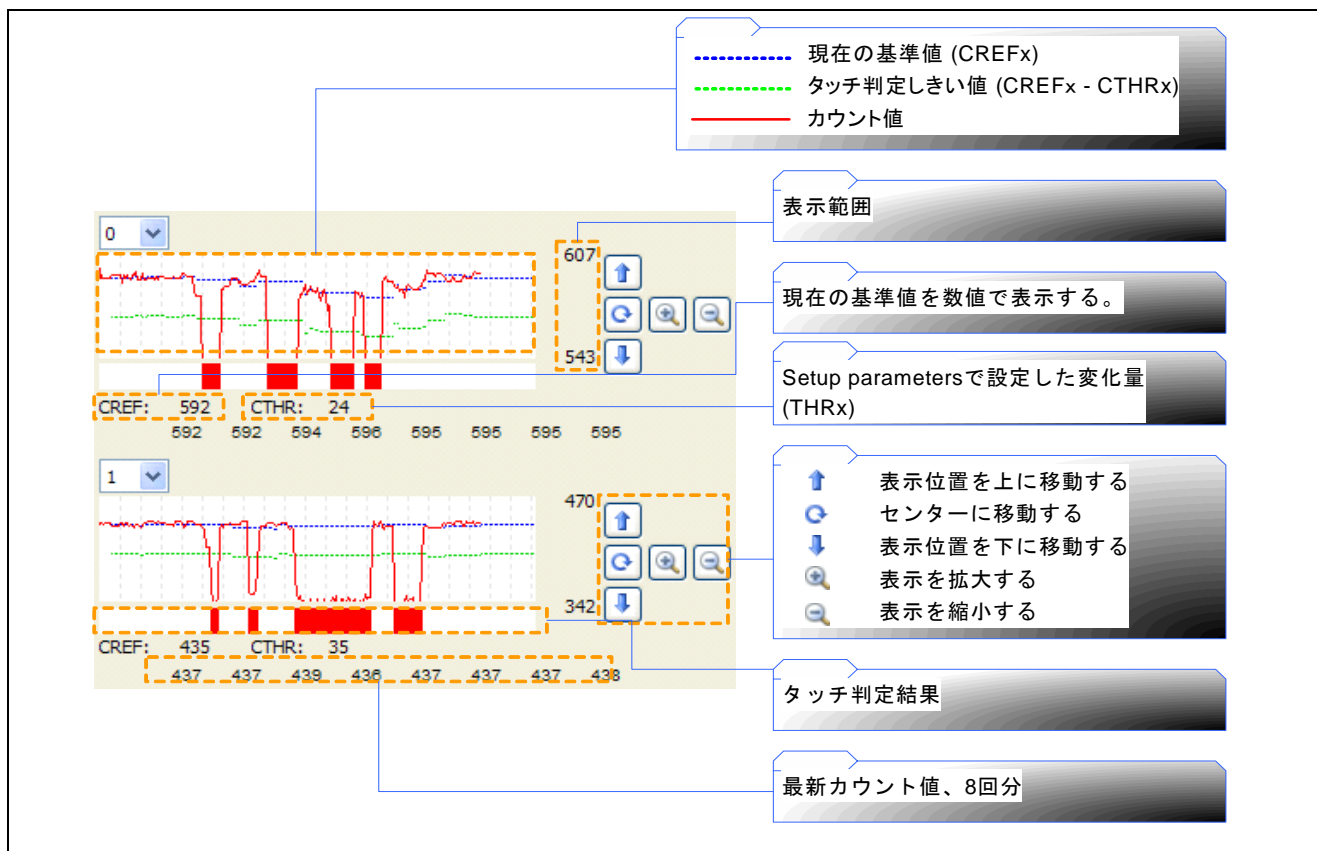 現在の基準値 (CREFx)
タッチ判定しきい値 (CREFx - CTHRx)
カウント値
表示範囲
現在の基準値を数値で表示する。
Setup parametersで設定した変化量
(THRx)
表示位置を上に移動する
センターに移動する
表示位置を下に移動する
表示を拡大する
表示を縮小する
タッチ判定結果
最新カウント値、8回分
0
607
543
CREF: 592 CTHR: 24
592 592 594 596 595 595 595 595
1
470
342
CREF: 435 CTHR: 35
437 437 439 436 437 437 437 438